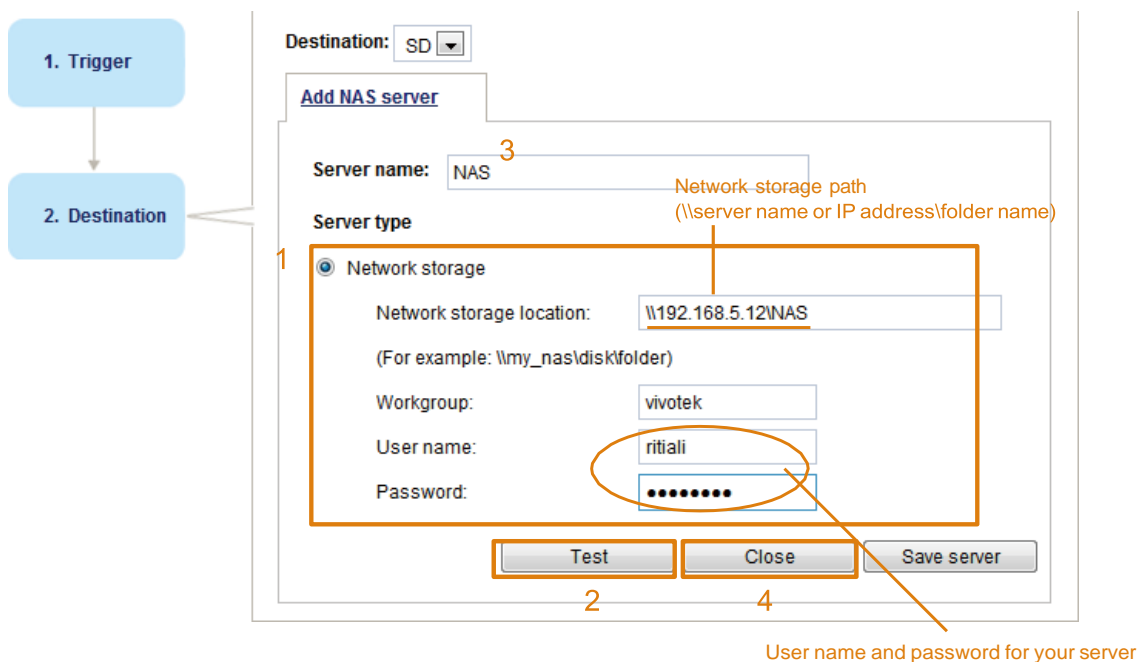 1. Trigger
2. Destination
Destination: SD
Add NAS server
3
Server name: NAS
Network storage path
(\\server name or IP address\folder name)
Server type
1
Network storage
Network storage location: \\192.168.5.12\NAS
(For example: \\my_nas\disk\folder)
Workgroup: vivotek
User name: ritiali
Password: ●●●●●●●●
Test Close Save server
2 4
User name and password for your server